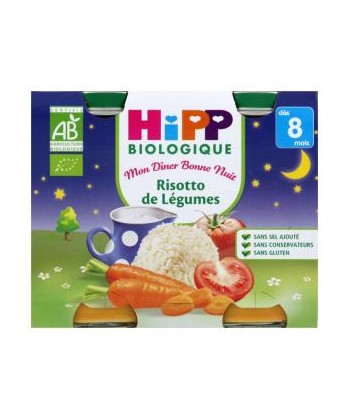 CERTIFIÉ
AB
AGRICULTURE
BIOLOGIQUE
HiPP
BIOLOGIQUE
Mon Dîner Bonne Nuit
Risotto
de Légumes
dès
8
mois
SANS SEL AJOUTÉ
SANS CONSERVATEURS
SANS GLUTEN